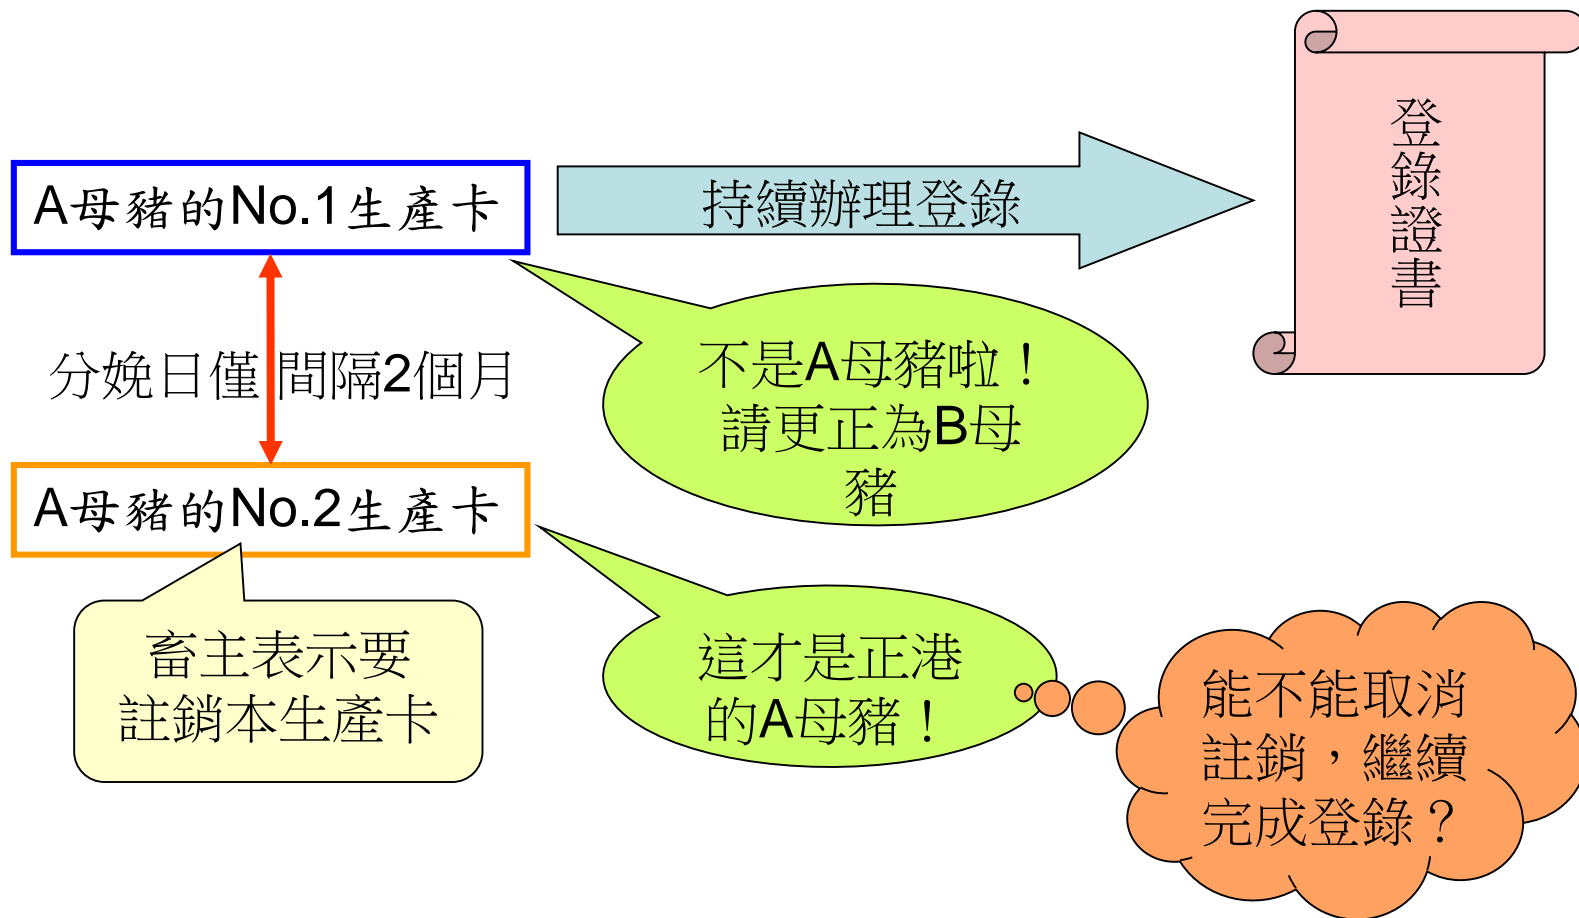 A母豬的No.1生產卡
持續辦理登錄
登錄證書
分娩日僅間隔2個月
不是A母豬啦！
請更正為B母
豬
A母豬的No.2生產卡
畜主表示要
註銷本生產卡
這才是正港
的A母豬！
能不能取消
註銷，繼續
完成登錄？